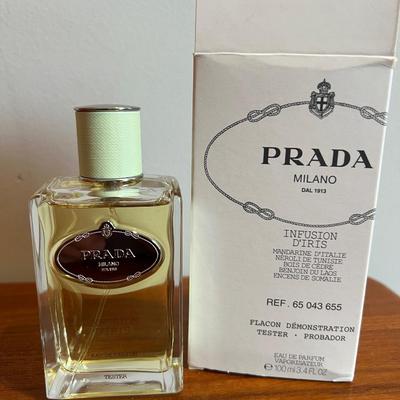 PRADA
MILANO
DAL 1913
INFUSION
D'IRIS
MANDARINE D'ITALIE
NÉROLI DE TUNISIE
BOIS DE CÈDRE
BENJOIN DU LAOS
ENCENS DE SOMALIE
REF. 65 043 655
FLACON DÉMONSTRATION
TESTER - PROBADOR
EAU DE PARFUM
VAPORISATEUR
℮ 100 ml 3.4 FL.OZ
PRADA
MILANO
TESTER